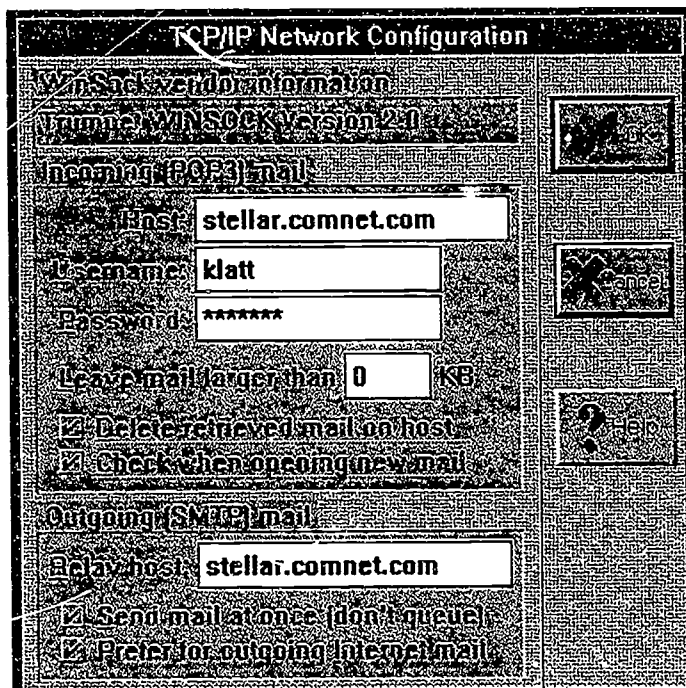 TCP/IP Network Configuration
WinSock vendor information
Trumpet WINSOCK Version 2.0
Incoming (POP3) mail
Host: stellar.comnet.com
Username: klatt
Password: *******
Leave mail larger than 0 KB
Delete retrieved mail on host
Check when opening new mail
Outgoing (SMTP) mail
Relay host: stellar.comnet.com
Send mail at once (don't queue)
Prefer for outgoing Internet mail
Cancel
? Help